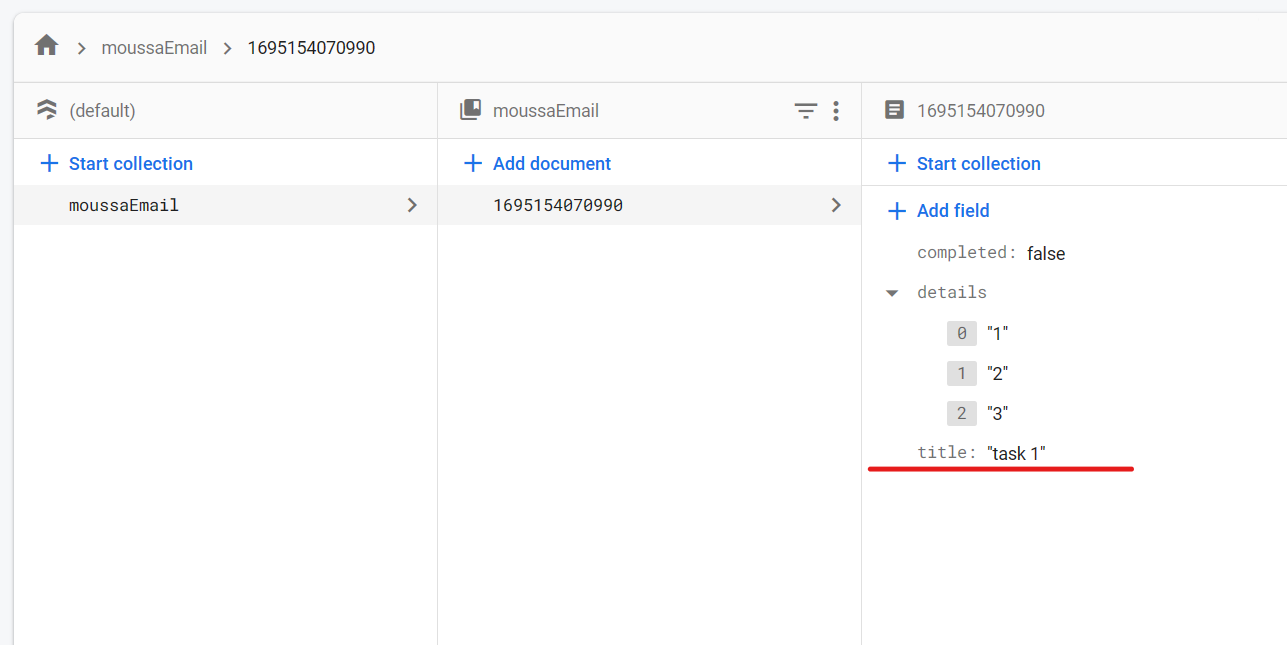 moussaEmail > 1695154070990
(default)
Start collection
moussaEmail
moussaEmail
Add document
1695154070990
1695154070990
Start collection
Add field
completed: false
details
0 "1"
1 "2"
2 "3"
title: "task 1"